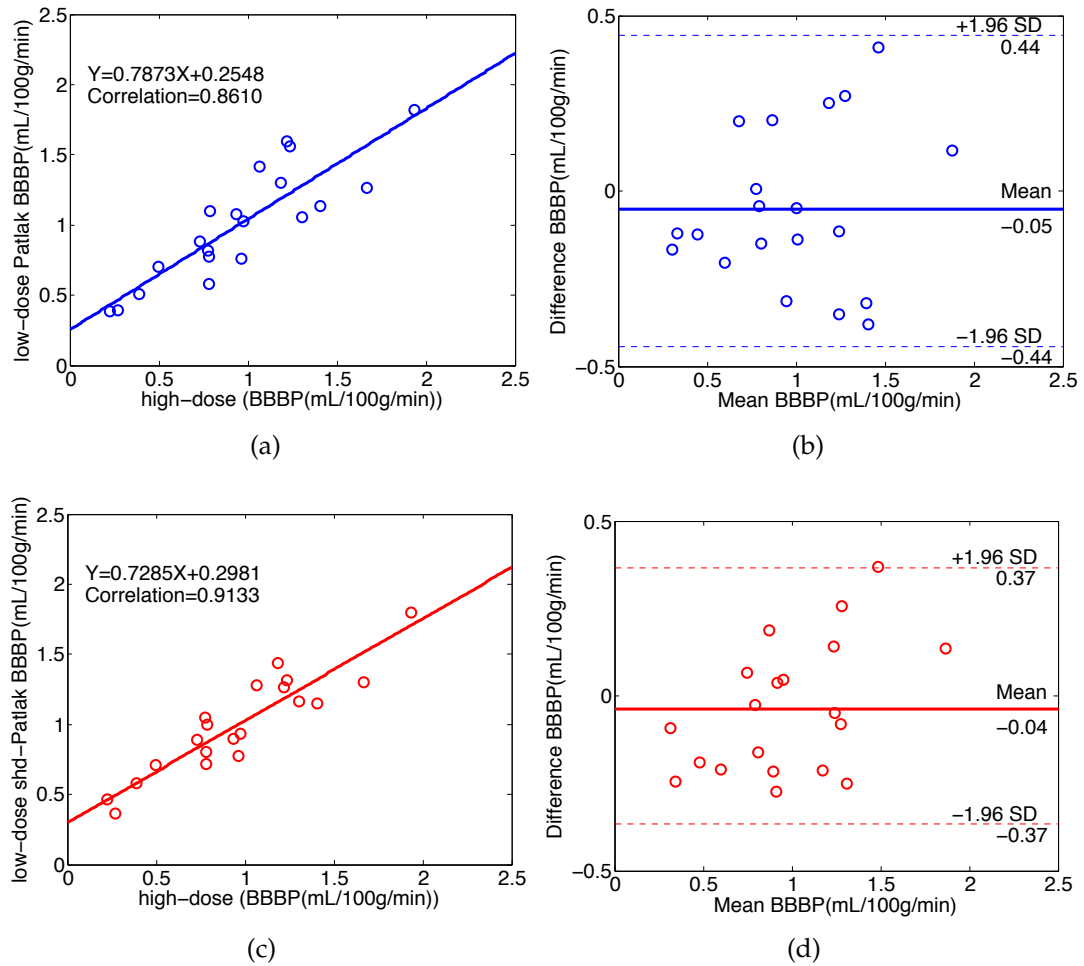 2.5
2
1.5
1
0.5
0
0 0.5 1 1.5 2 2.5
low−dose Patlak BBBP(mL/100g/min)
high−dose (BBBP(mL/100g/min))
Y=0.7873X+0.2548
Correlation=0.8610
(a)
0.5
0
−0.5
0 0.5 1 1.5 2 2.5
Difference BBBP(mL/100g/min)
Mean BBBP(mL/100g/min)
+1.96 SD
0.44
Mean
−0.05
−1.96 SD
−0.44
(b)
2.5
2
1.5
1
0.5
0
0 0.5 1 1.5 2 2.5
low−dose shd−Patlak BBBP(mL/100g/min)
high−dose (BBBP(mL/100g/min))
Y=0.7285X+0.2981
Correlation=0.9133
(c)
0.5
0
−0.5
0 0.5 1 1.5 2 2.5
Difference BBBP(mL/100g/min)
Mean BBBP(mL/100g/min)
+1.96 SD
0.37
Mean
−0.04
−1.96 SD
−0.37
(d)